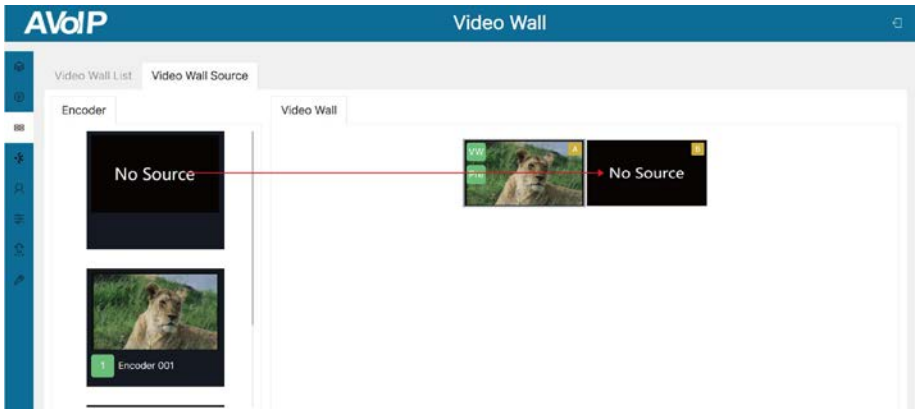 AVoIP
Video Wall
Video Wall List Video Wall Source
Encoder
Video Wall
VW
A
B
No Source
No Source
1 Encoder 001